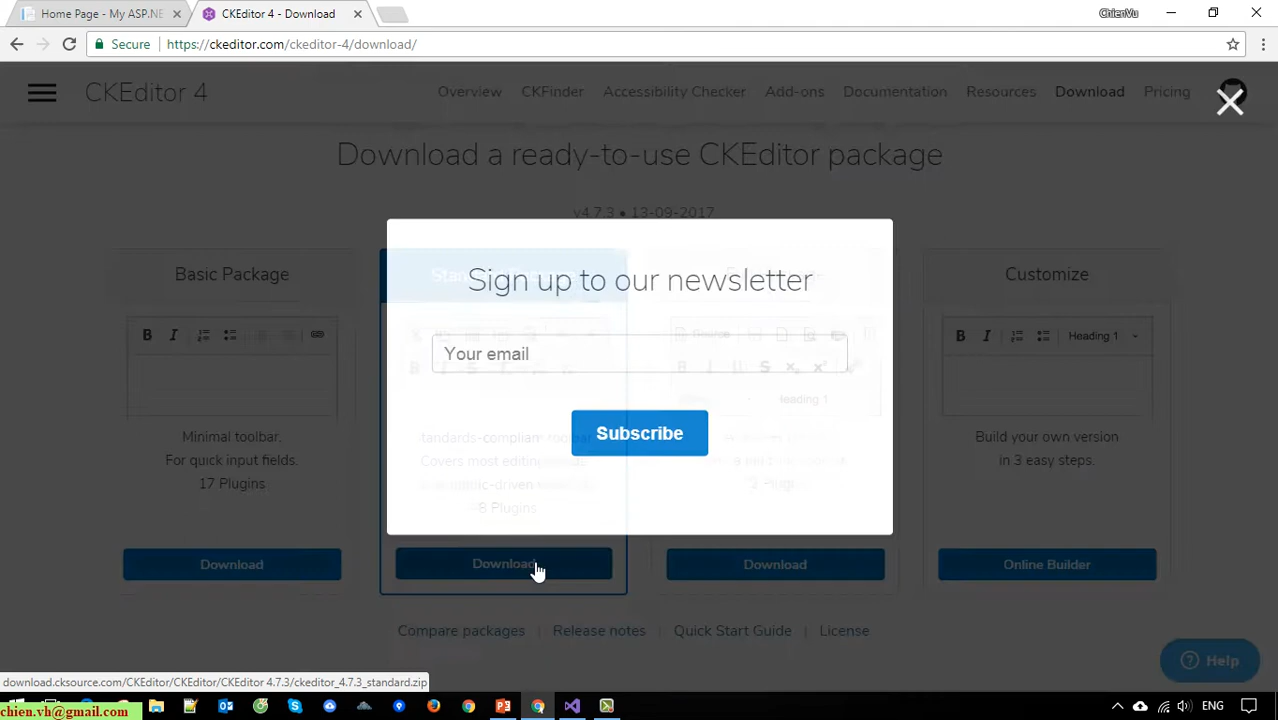 Home Page - My ASP.NE
CKEditor 4 - Download
ChienVu
Secure
https://ckeditor.com/ckeditor-4/download/
CKEditor 4
Overview
CKFinder
Accessibility Checker
Add-ons
Documentation
Resources
Download
Pricing
Download a ready-to-use CKEditor package
v4.7.3 • 13-09-2017
Sign up to our newsletter
Your email
Subscribe
Basic Package
B I
Minimal toolbar,
For quick input fields.
17 Plugins
Download
Download
Heading 1
Download
Customize
B I
Heading 1
Build your own version
in 3 easy steps.
Online Builder
Compare packages | Release notes | Quick Start Guide | License
Help
download.cksource.com/CKEditor/CKEditor/CKEditor 4.7.3/ckeditor_4.7.3_standard.zip
chien.vh@gmail.com
ENG